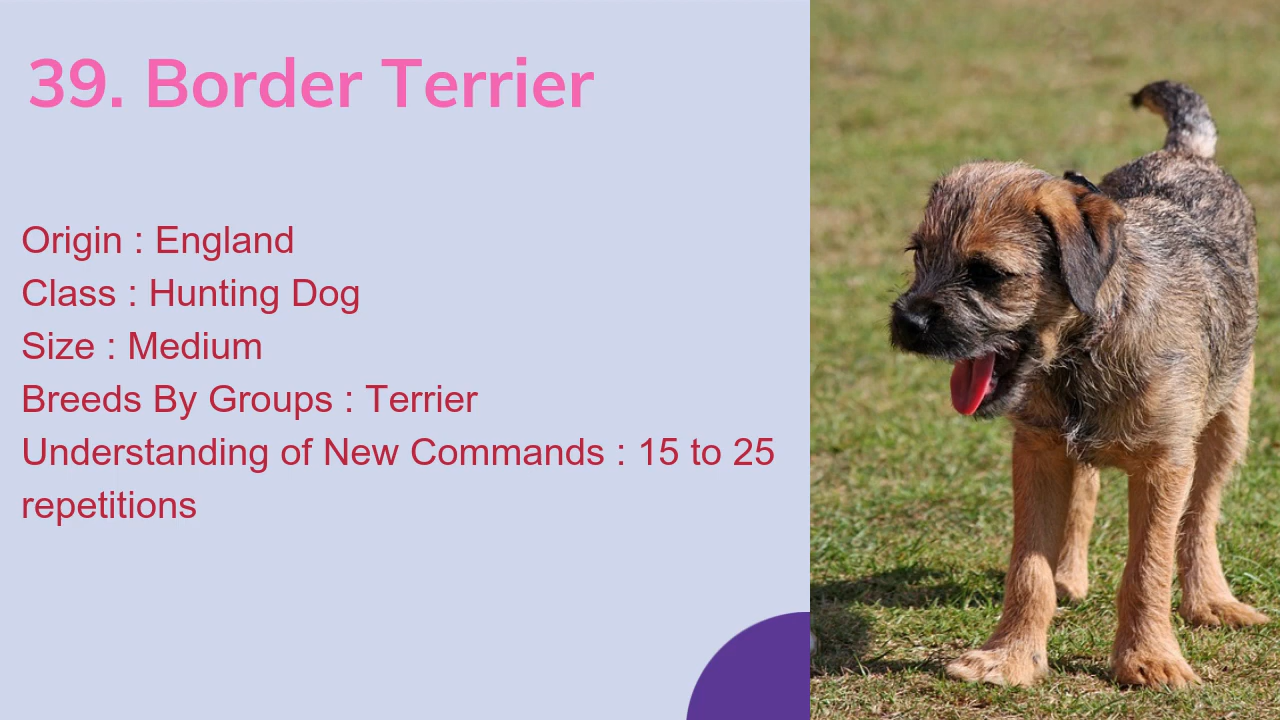 39. Border Terrier
Origin : England
Class : Hunting Dog
Size : Medium
Breeds By Groups : Terrier
Understanding of New Commands : 15 to 25
repetitions